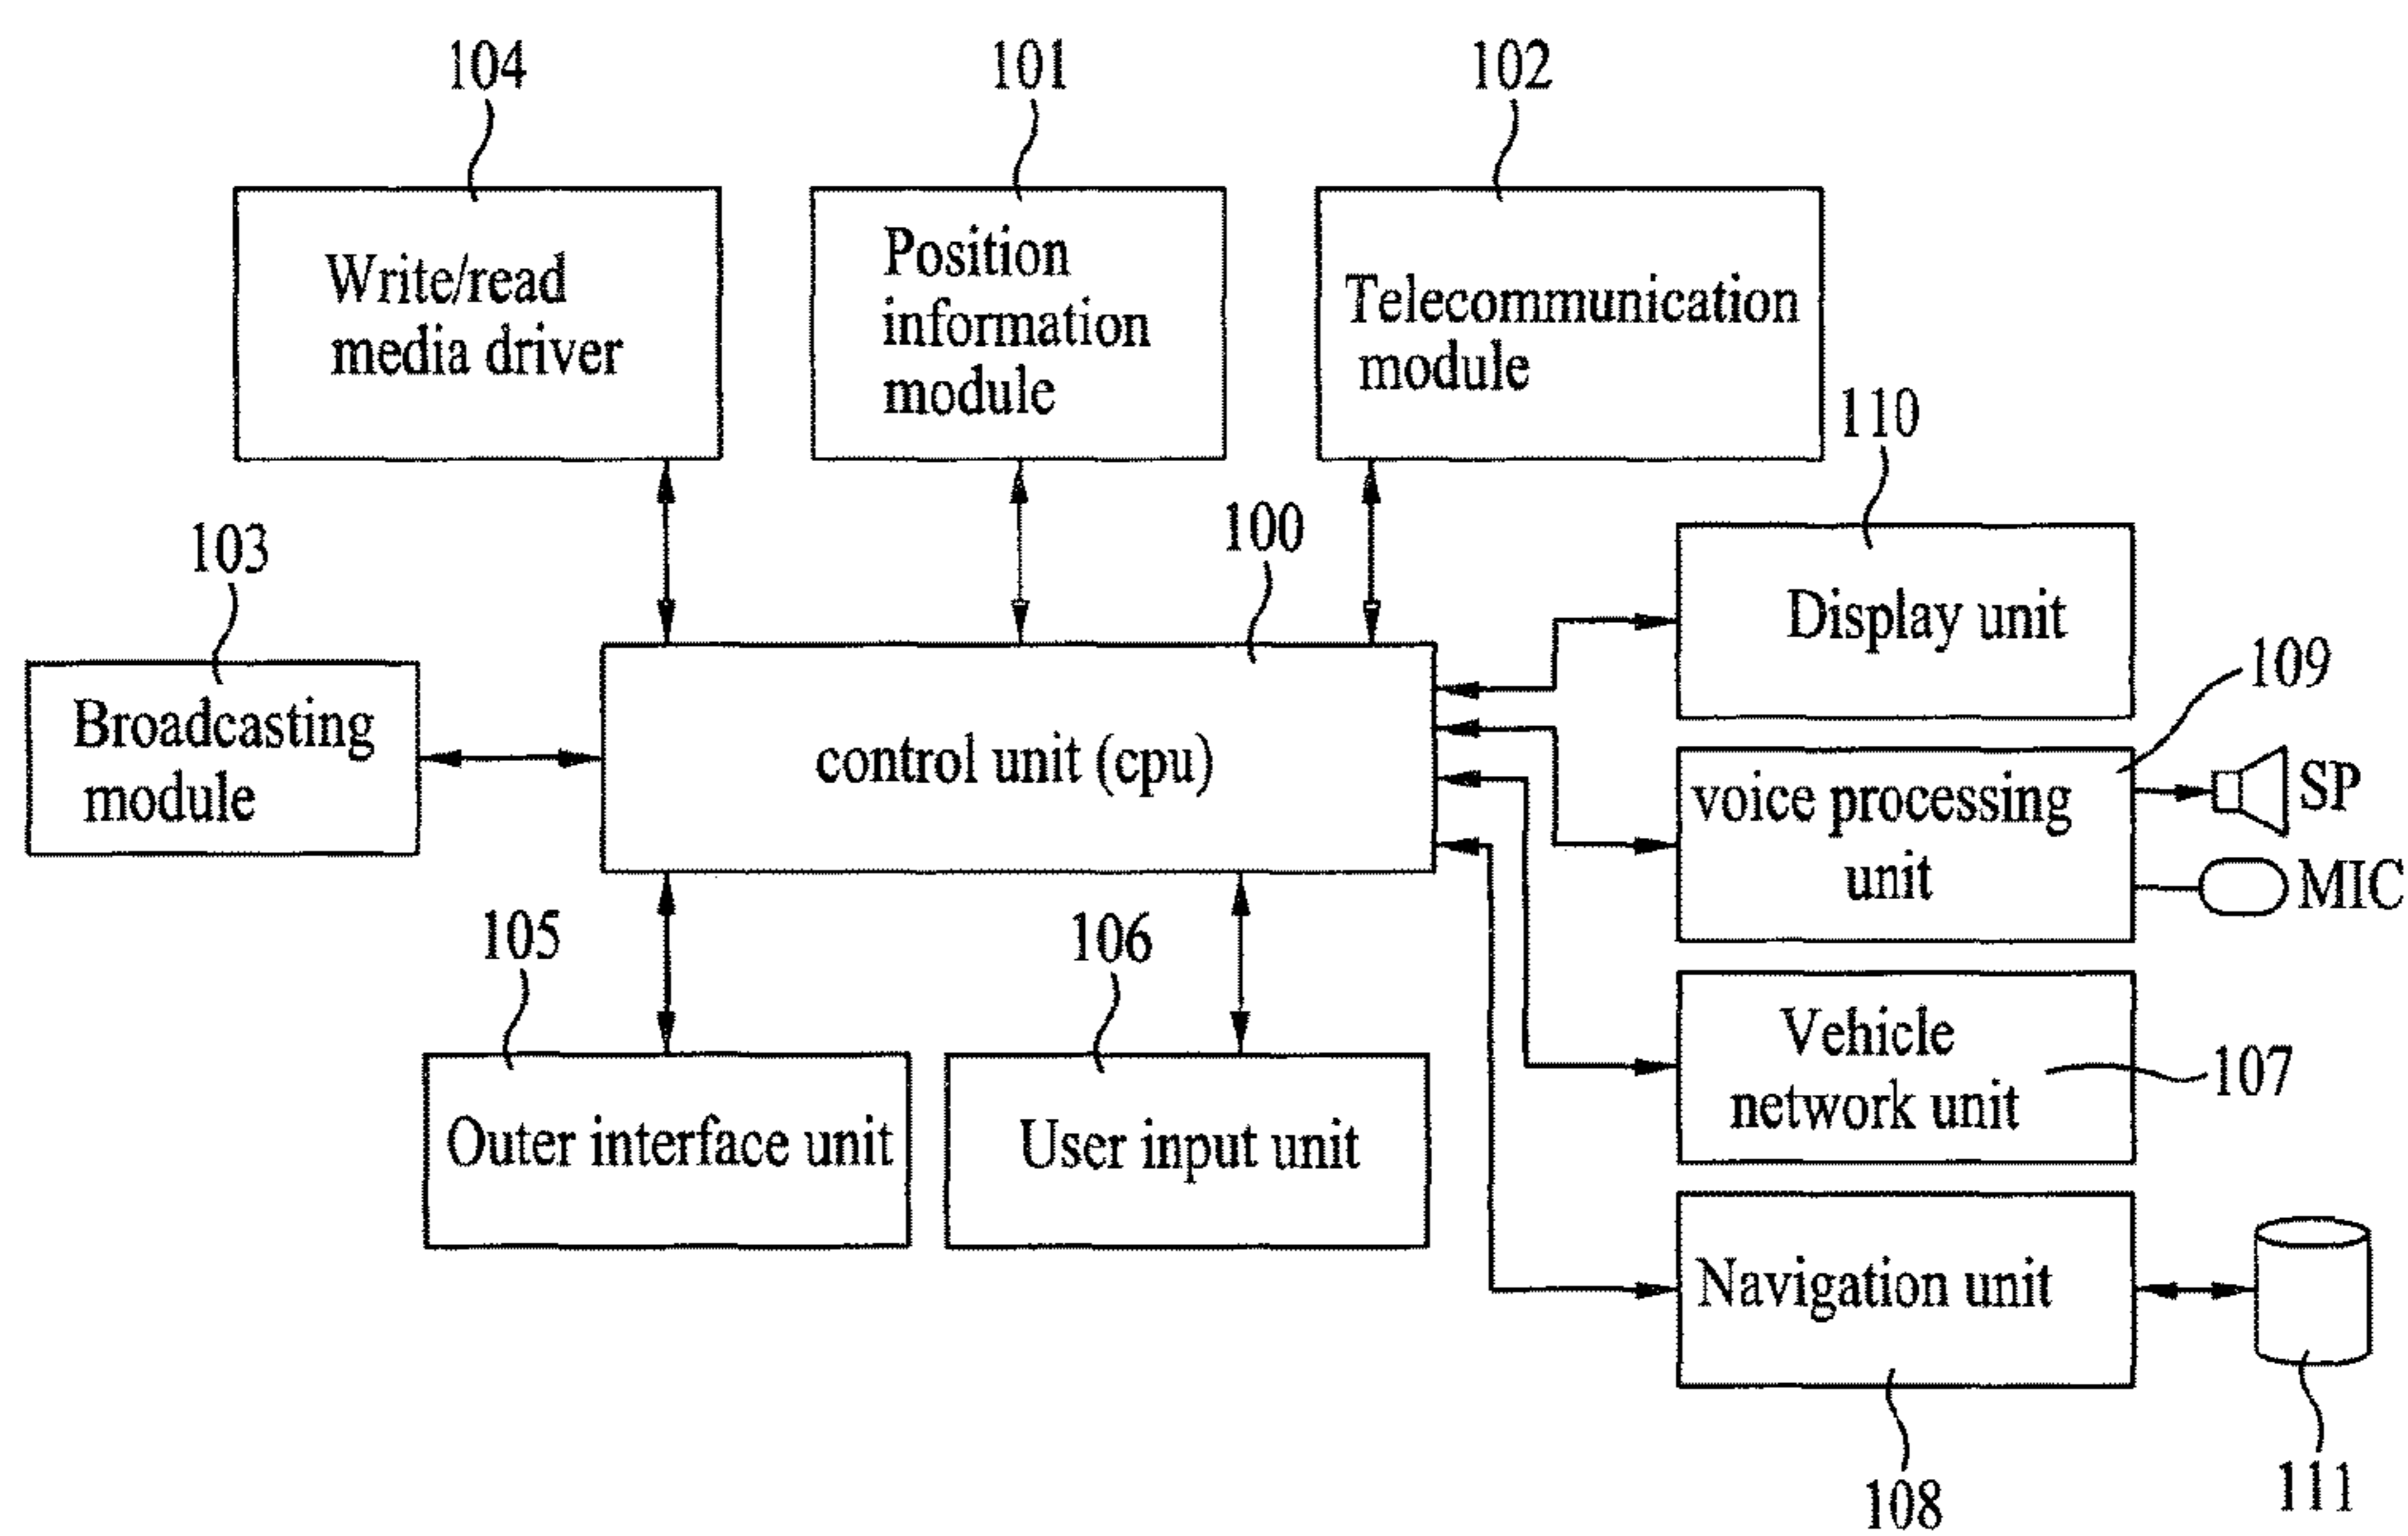 104
101
102
Write/read
media driver
Position
information
module
Telecommunication
module
110
103
100
Display unit
109
Broadcasting
module
control unit (cpu)
voice processing
unit
SP
MIC
105
106
Vehicle
network unit
107
Outer interface unit
User input unit
Navigation unit
108
111